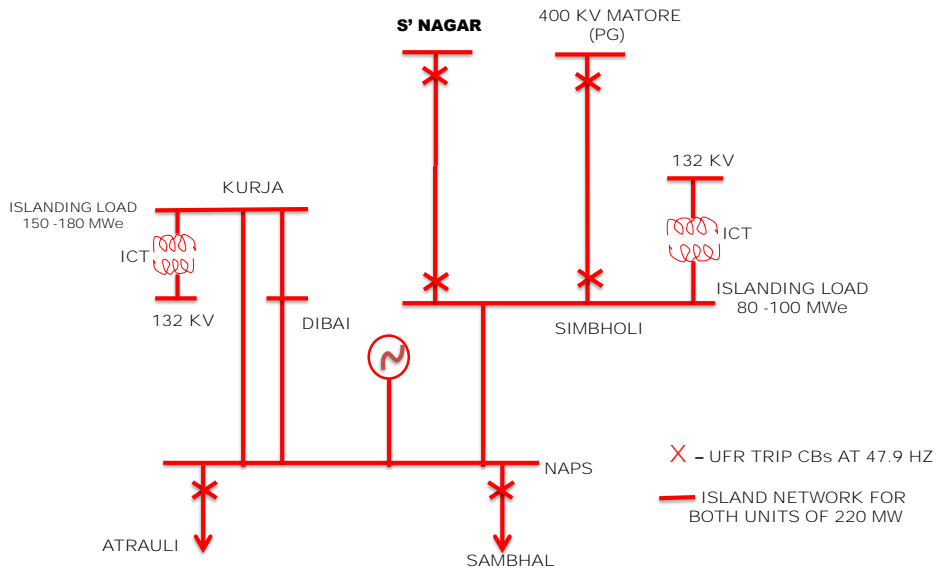 S' NAGAR
400 KV MATORE
(PG)
132 KV
KURJA
ISLANDING LOAD
150 -180 MWe
ICT
ICT
ISLANDING LOAD
80 -100 MWe
132 KV
DIBAI
SIMBHOLI
X – UFR TRIP CBs AT 47.9 HZ
NAPS
ISLAND NETWORK FOR
BOTH UNITS OF 220 MW
ATRAULI
SAMBHAL